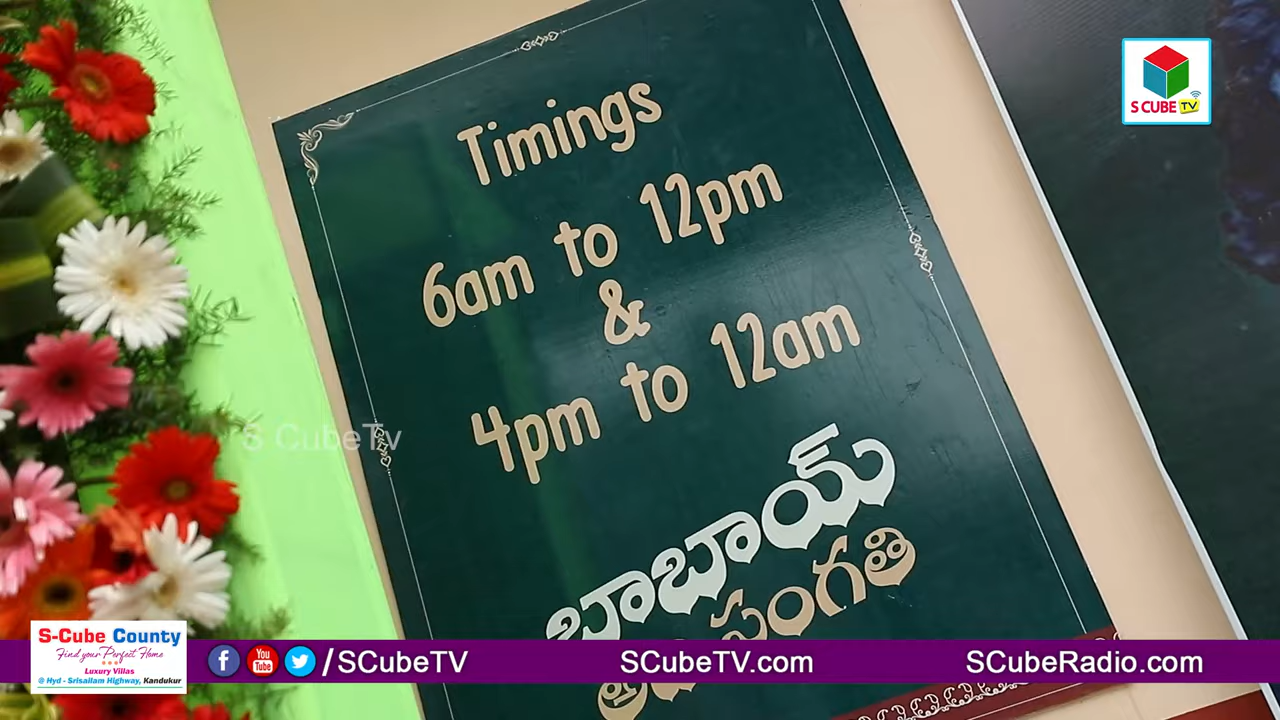 Timings
6am to 12pm
&
4pm to 12am
బాబాయ్
సంగతి
S CubeTv
S CUBE TV
S-Cube County
Find your Perfect Home
Luxury Villas
@ Hyd - Srisailam Highway, Kandukur
/SCubeTV
SCubeTV.com
SCubeRadio.com